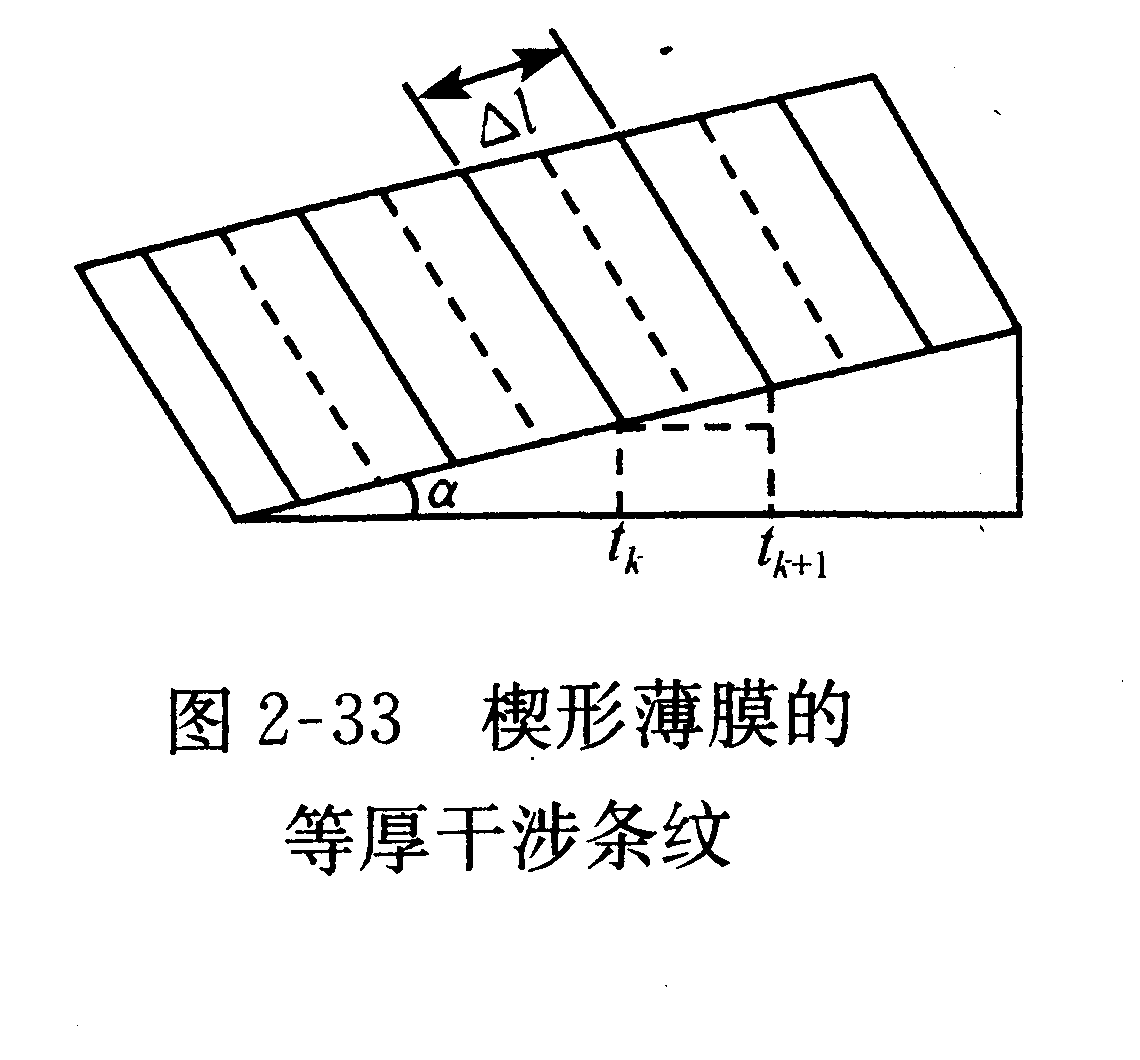 Δl
α
t_k t_{k+1}
图 2-33 楔形薄膜的
等厚干涉条纹